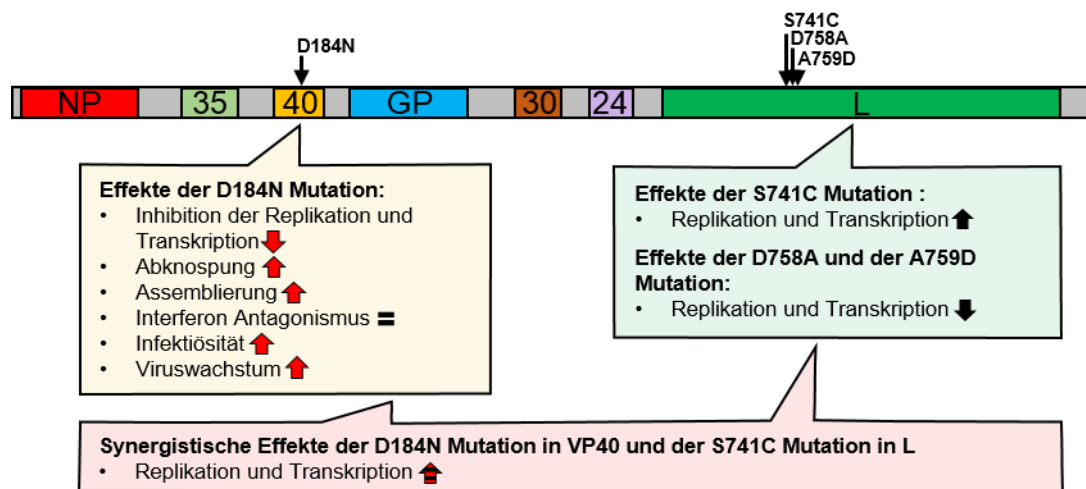 S741C
D758A
D184N
A759D
NP 35 40 GP 30 24 L
Effekte der D184N Mutation:
• Inhibition der Replikation und
Transkription
• Abknospung
• Assemblierung
• Interferon Antagonismus =
• Infektiösität
• Viruswachstum
Effekte der S741C Mutation :
• Replikation und Transkription
Effekte der D758A und der A759D
Mutation:
• Replikation und Transkription
Synergistische Effekte der D184N Mutation in VP40 und der S741C Mutation in L
• Replikation und Transkription